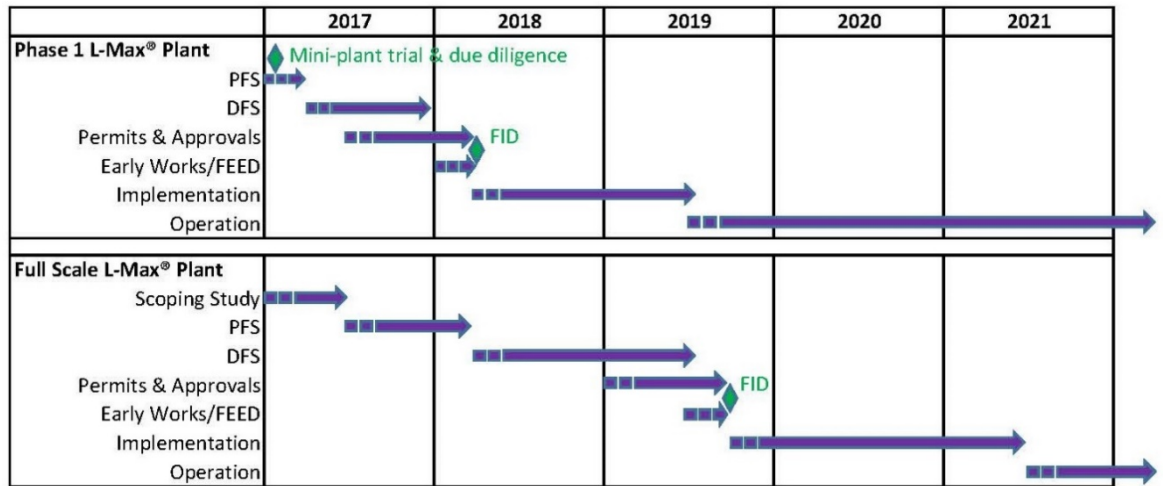 2017 2018 2019 2020 2021
Phase 1 L-Max® Plant
Mini-plant trial & due diligence
PFS
DFS
Permits & Approvals
FID
Early Works/FEED
Implementation
Operation
Full Scale L-Max® Plant
Scoping Study
PFS
DFS
Permits & Approvals
FID
Early Works/FEED
Implementation
Operation